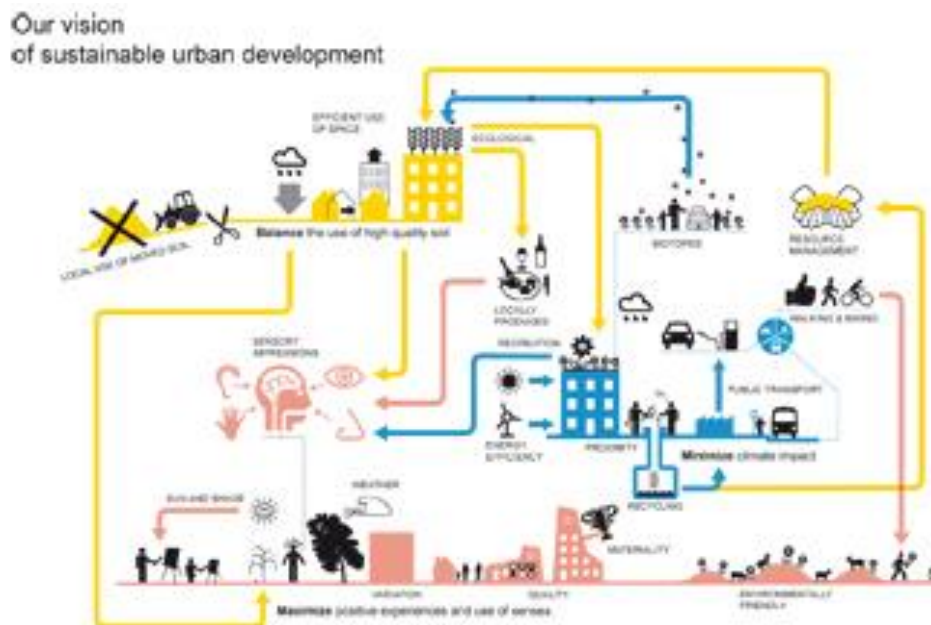 Our vision
of sustainable urban development
EFFICIENT USE
OF SPACE
ECOLOGICAL
LOCAL USE OF MOVED SOIL
Balance the use of high quality soil
BIOTOPES
RESOURCE
MANAGEMENT
LOCALLY
PRODUCED
WALKING & BIKING
SENSORY
IMPRESSIONS
PUBLIC TRANSPORT
ENERGY
EFFICIENCY
PROXIMITY
Minimize climate impact
RECYCLING
WEATHER
SUN AND SHADE
MATERIALITY
VARIATION
QUALITY
ENVIRONMENTALLY
FRIENDLY
Maximize positive experiences and use of senses